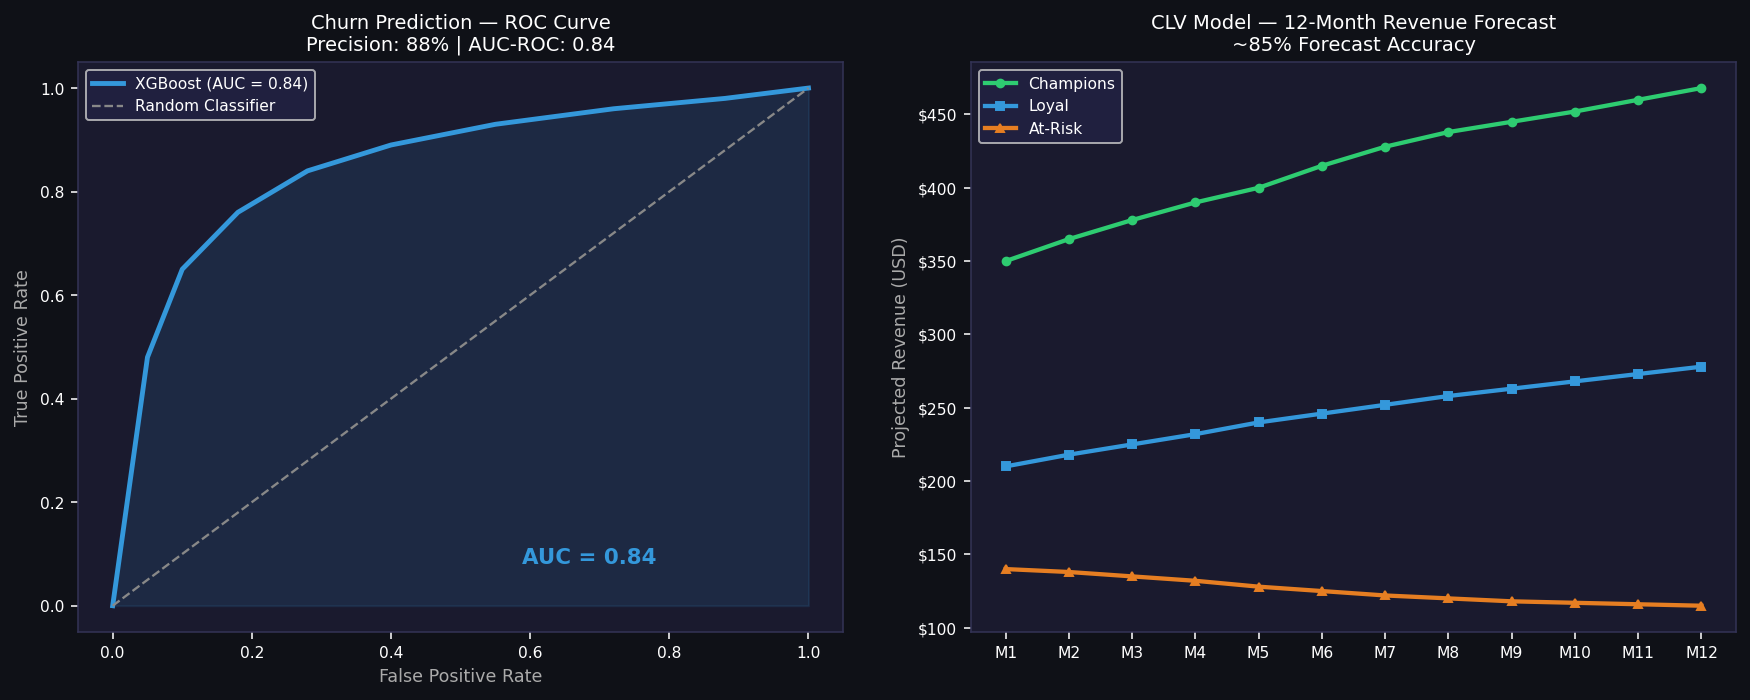 Churn Prediction — ROC Curve
Precision: 88% | AUC-ROC: 0.84
XGBoost (AUC = 0.84)
Random Classifier
1.0
0.8
0.6
0.4
0.2
0.0
True Positive Rate
AUC = 0.84
0.0 0.2 0.4 0.6 0.8 1.0
False Positive Rate
CLV Model — 12-Month Revenue Forecast
~85% Forecast Accuracy
Champions
Loyal
At-Risk
$450
$400
$350
$300
$250
$200
$150
$100
Projected Revenue (USD)
M1 M2 M3 M4 M5 M6 M7 M8 M9 M10 M11 M12